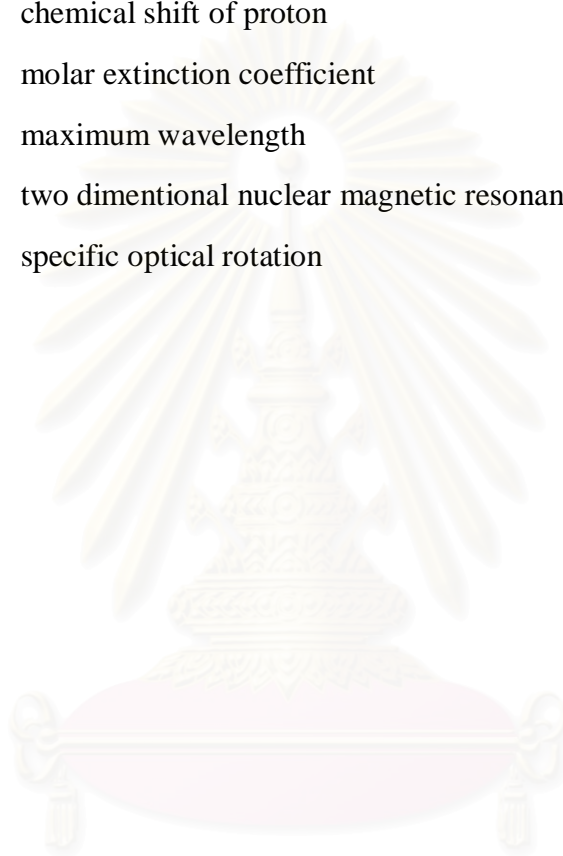 chemical shift of proton
molar extinction coefficient
maximum wavelength
two dimentional nuclear magnetic resonan
specific optical rotation